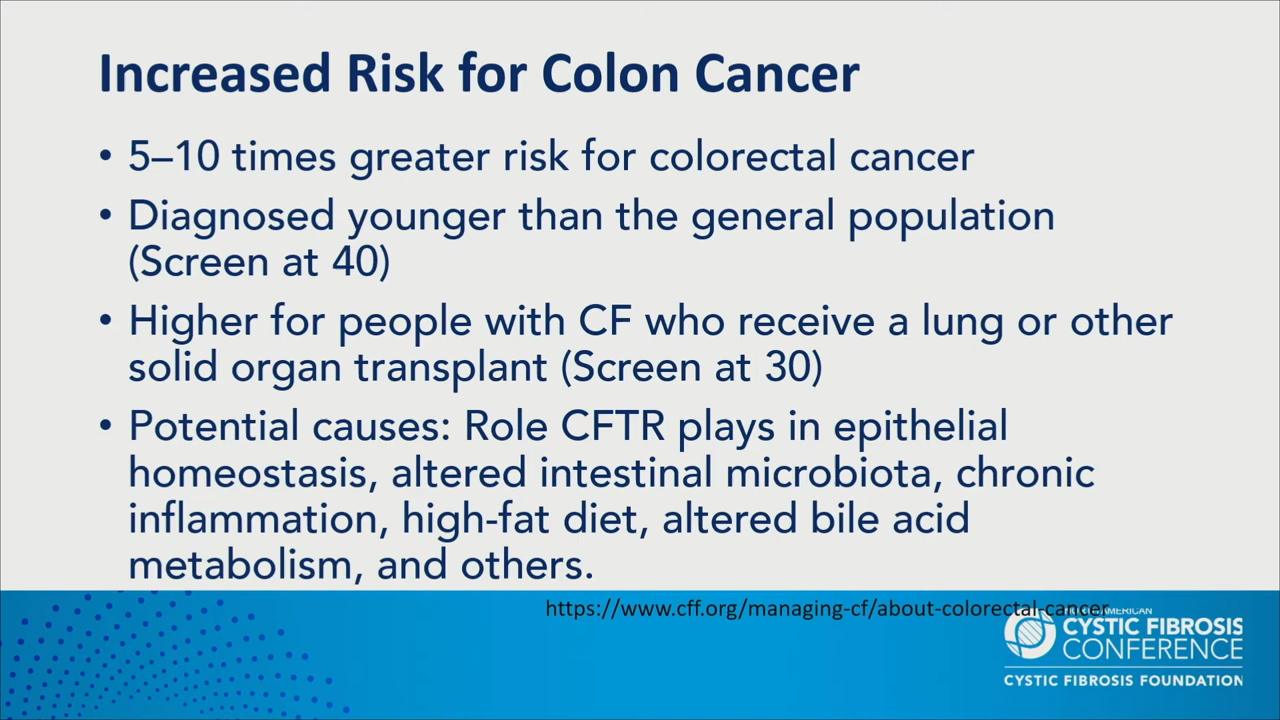 Increased Risk for Colon Cancer
• 5–10 times greater risk for colorectal cancer
• Diagnosed younger than the general population
(Screen at 40)
• Higher for people with CF who receive a lung or other
solid organ transplant (Screen at 30)
• Potential causes: Role CFTR plays in epithelial
homeostasis, altered intestinal microbiota, chronic
inflammation, high-fat diet, altered bile acid
metabolism, and others.
https://www.cff.org/managing-cf/about-colorectal-cancer
AMERICAN
CYSTIC FIBROSIS
CONFERENCE
CYSTIC FIBROSIS FOUNDATION